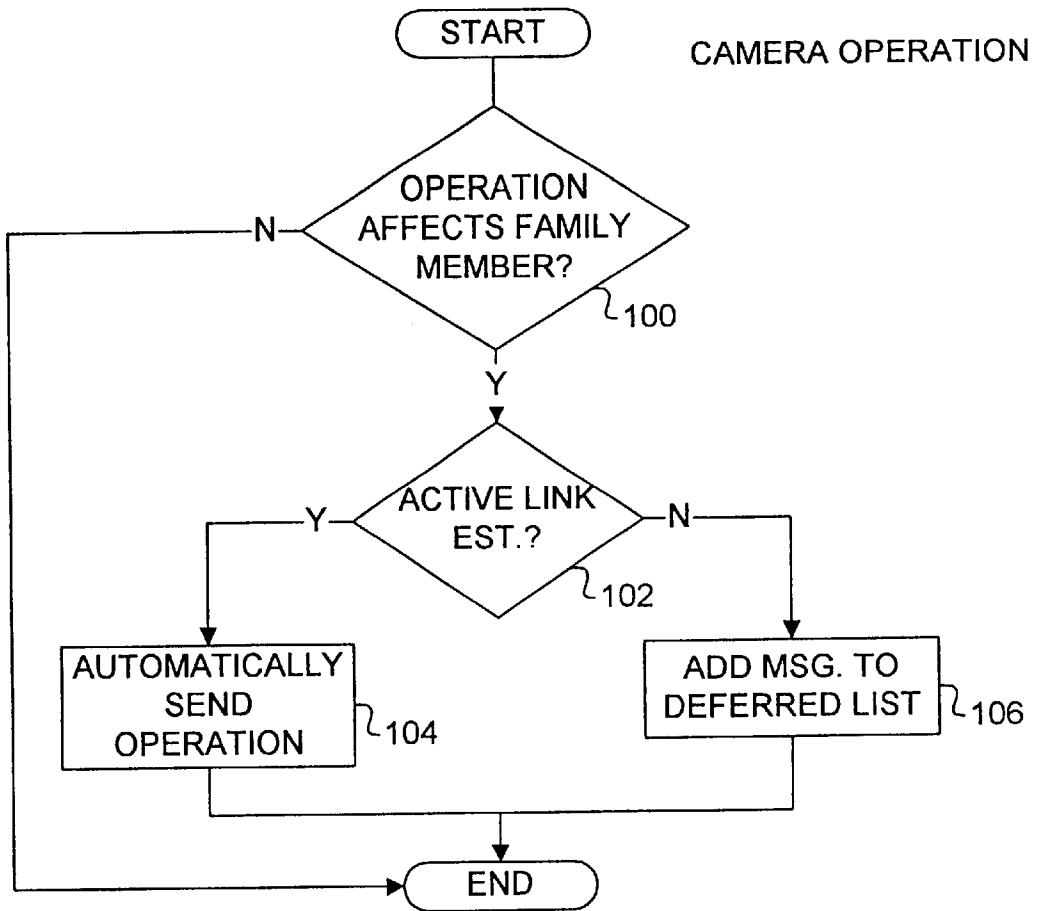 START
CAMERA OPERATION
OPERATION
AFFECTS FAMILY
MEMBER?
N
100
Y
ACTIVE LINK
EST.?
Y
N
102
AUTOMATICALLY
SEND
OPERATION
104
ADD MSG. TO
DEFERRED LIST
106
END